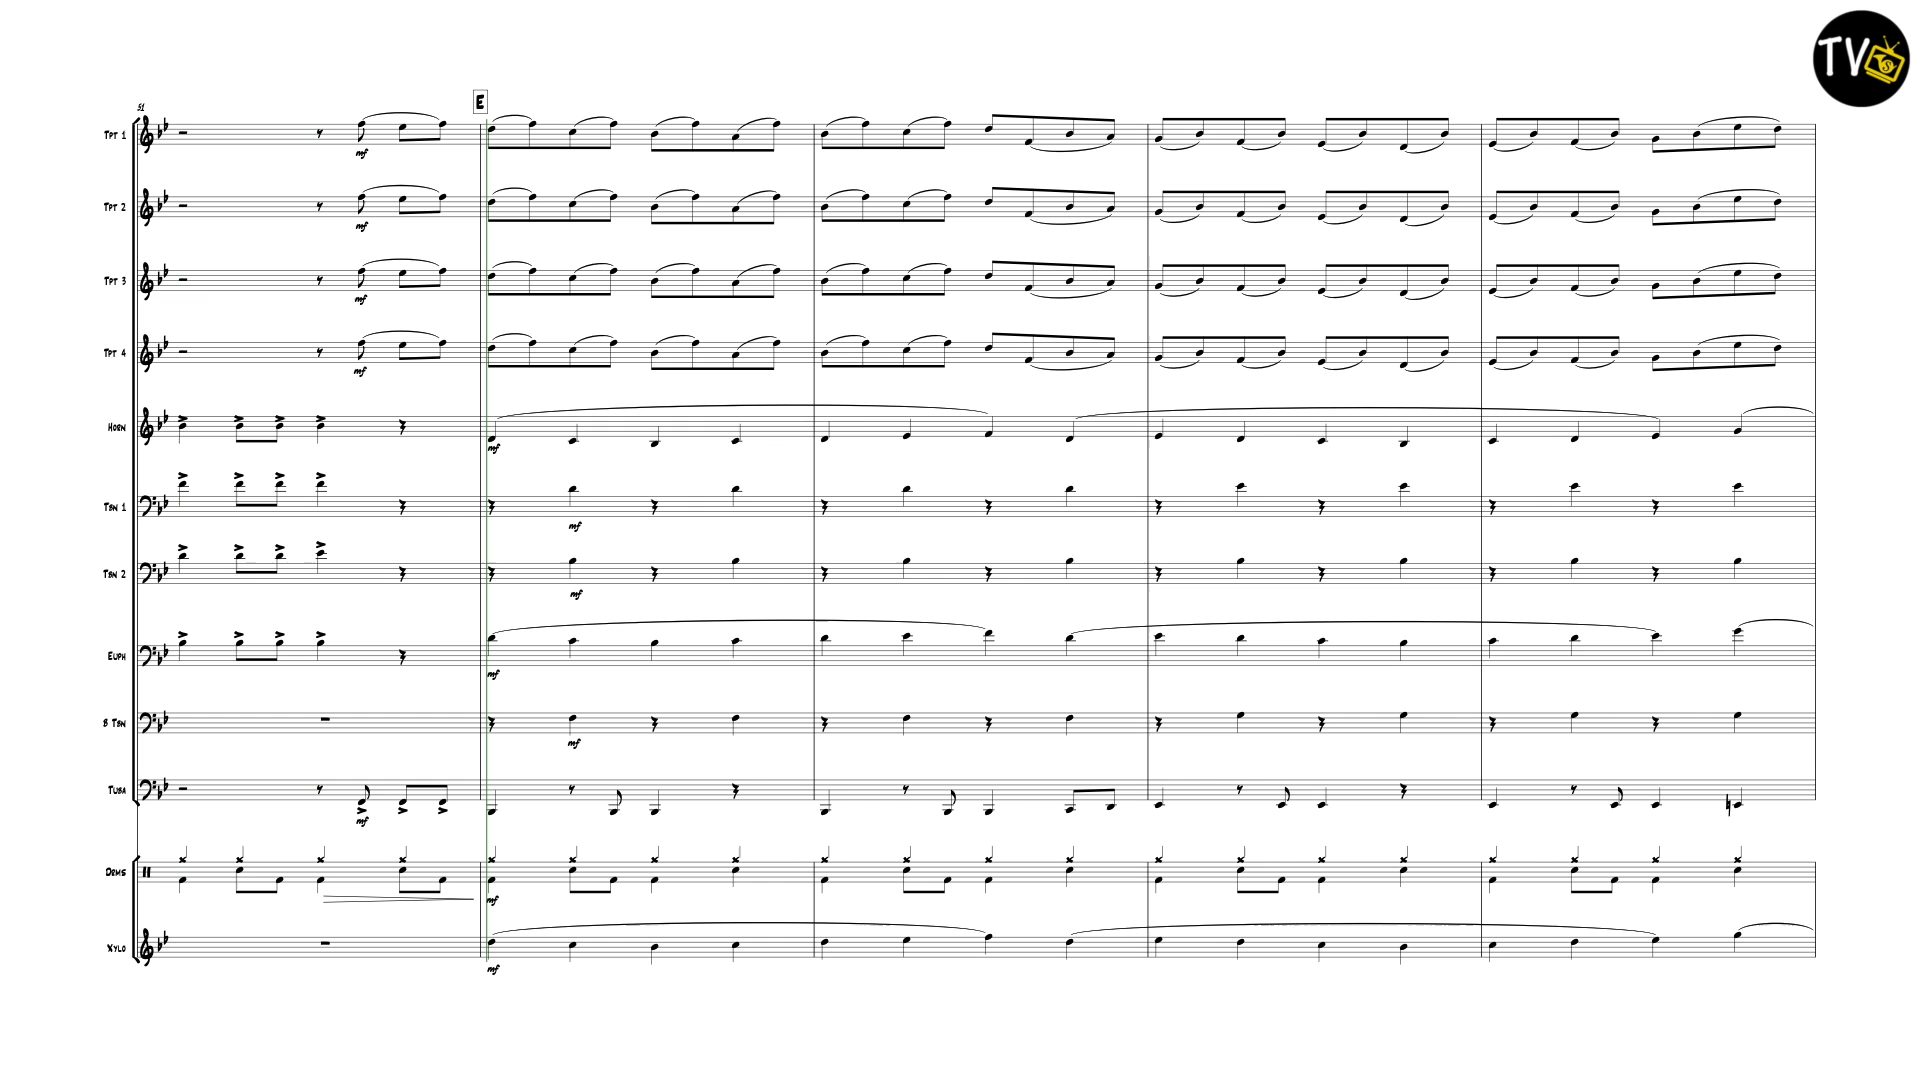 TV
51
E
Tpt 1
mf
Tpt 2
mf
Tpt 3
mf
Tpt 4
mf
Horn
mf
Tbn 1
mf
Tbn 2
mf
Euph
mf
B Tbn
mf
Tuba
mf
Drms
mf
Xylo
mf